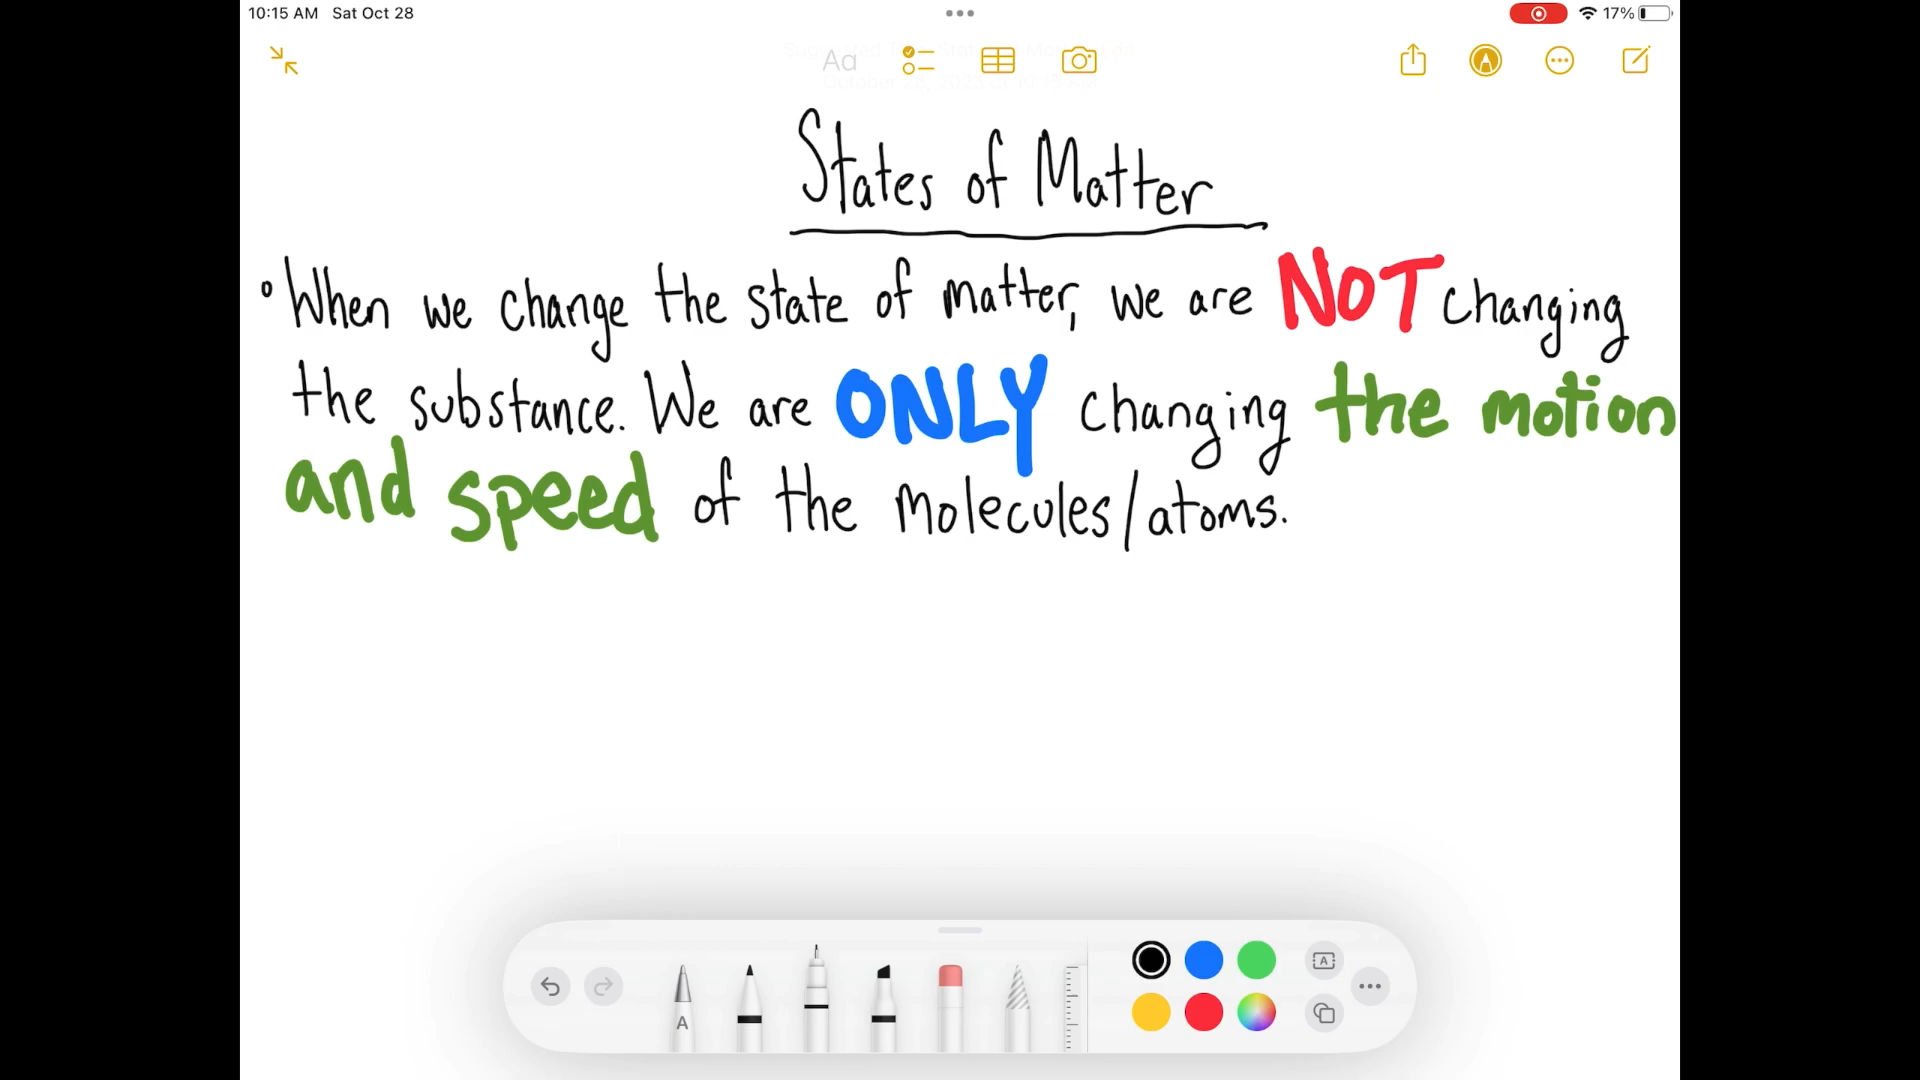 10:15 AM Sat Oct 28
17%
Aa
States of Matter
When we change the state of matter, we are NOT changing
the substance. We are ONLY changing the motion
and speed of the molecules/atoms.
A
A